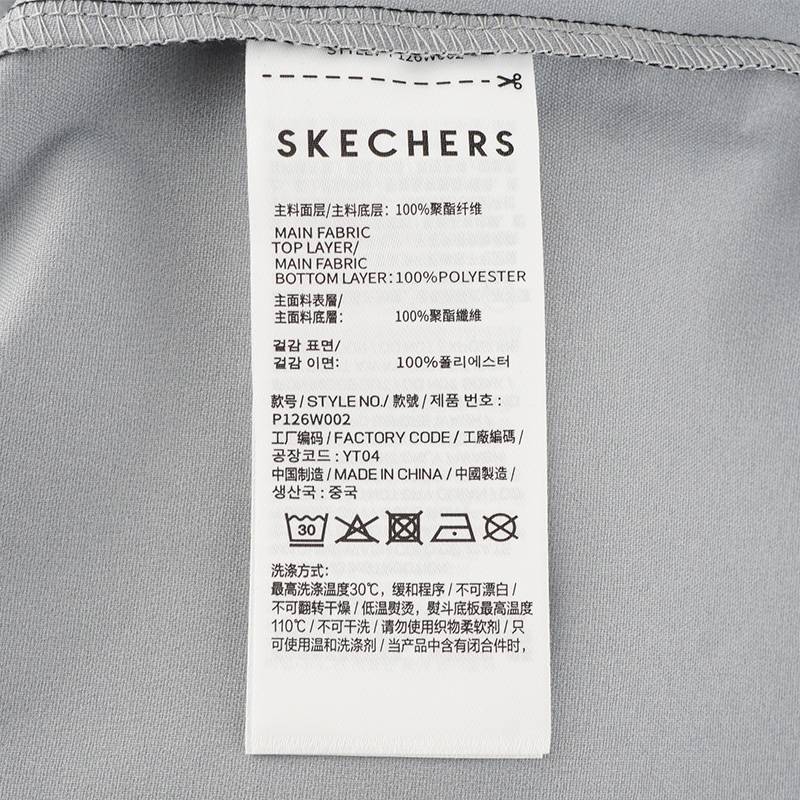 STYLE: P126W002
SKECHERS
主料面层/主料底层: 100%聚酯纤维
MAIN FABRIC
TOP LAYER/
MAIN FABRIC
BOTTOM LAYER:100%POLYESTER
主面料表層/
主面料底層: 100%聚酯纖維
겉감 표면/
겉감 이면: 100%폴리에스터
款号/STYLE NO./款號/제품 번호:
P126W002
工厂编码/FACTORY CODE/工廠編碼/
공장코드: YT04
中国制造/MADE IN CHINA/中國製造/
생산국: 중국
30
洗涤方式:
最高洗涤温度30℃, 缓和程序/不可漂白/
不可翻转干燥/低温熨烫, 熨斗底板最高温度
110℃/不可干洗/请勿使用织物柔软剂/只
可使用温和洗涤剂/当产品中含有闭合件时,